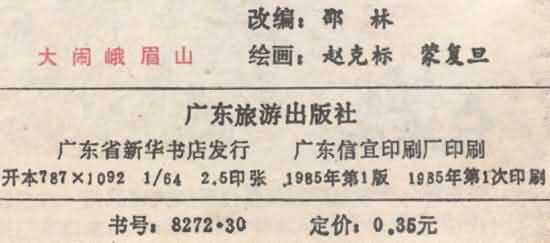 改编：邵 林
大闹峨眉山 绘画：赵克标 蒙复旦
广东旅游出版社
广东省新华书店发行 广东信宜印刷厂印刷
开本787×1092 1/64 2.5印张 1985年第1版 1985年第1次印刷
书号：8272·30 定价：0.35元